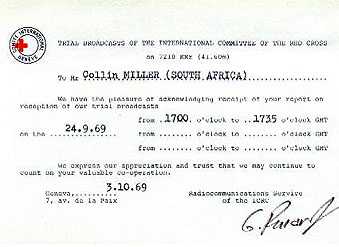 COMITÉ INTERNATIONAL
GENÈVE
TRIAL BROADCASTS OF THE INTERNATIONAL COMMITTEE OF THE RED CROSS
on 7210 KHz (41.60m)
To Mr Collin MILLER (SOUTH AFRICA)
We have the pleasure of acknowledging receipt of your report on
reception of our trial broadcasts
from .1700. o'clock to ..1735 o'clock GMT
on the ....24.9.69.... from ........ o'clock to ........ o'clock GMT
from ........ o'clock to ........ o'clock GMT
We express our appreciation and trust that we may continue to
count on your valuable co-operation.
Geneva, 3.10.69
7, av. de la Paix
Radiocommunications Service
of the ICRC